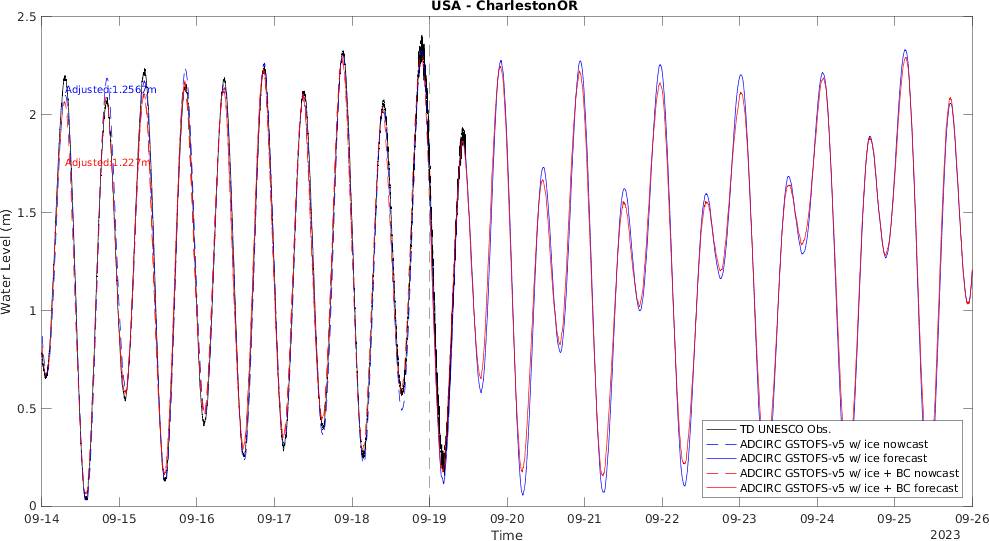 USA - CharlestonOR
2.5
2
1.5
1
0.5
0
Water Level (m)
Adjusted:1.2567m
Adjusted:1.227m
TD UNESCO Obs.
ADCIRC GSTOFS-v5 w/ ice nowcast
ADCIRC GSTOFS-v5 w/ ice forecast
ADCIRC GSTOFS-v5 w/ ice + BC nowcast
ADCIRC GSTOFS-v5 w/ ice + BC forecast
09-14 09-15 09-16 09-17 09-18 09-19 09-20 09-21 09-22 09-23 09-24 09-25 09-26
Time
2023